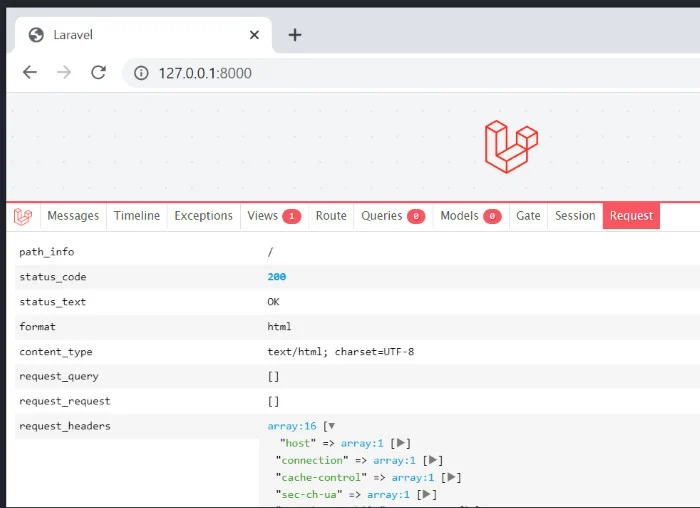 Laravel
127.0.0.1:8000
Messages Timeline Exceptions Views 1 Route Queries 0 Models 0 Gate Session Request
path_info /
status_code 200
status_text OK
format html
content_type text/html; charset=UTF-8
request_query []
request_request []
request_headers array:16 [▼
"host" => array:1 [▶]
"connection" => array:1 [▶]
"cache-control" => array:1 [▶]
"sec-ch-ua" => array:1 [▶]